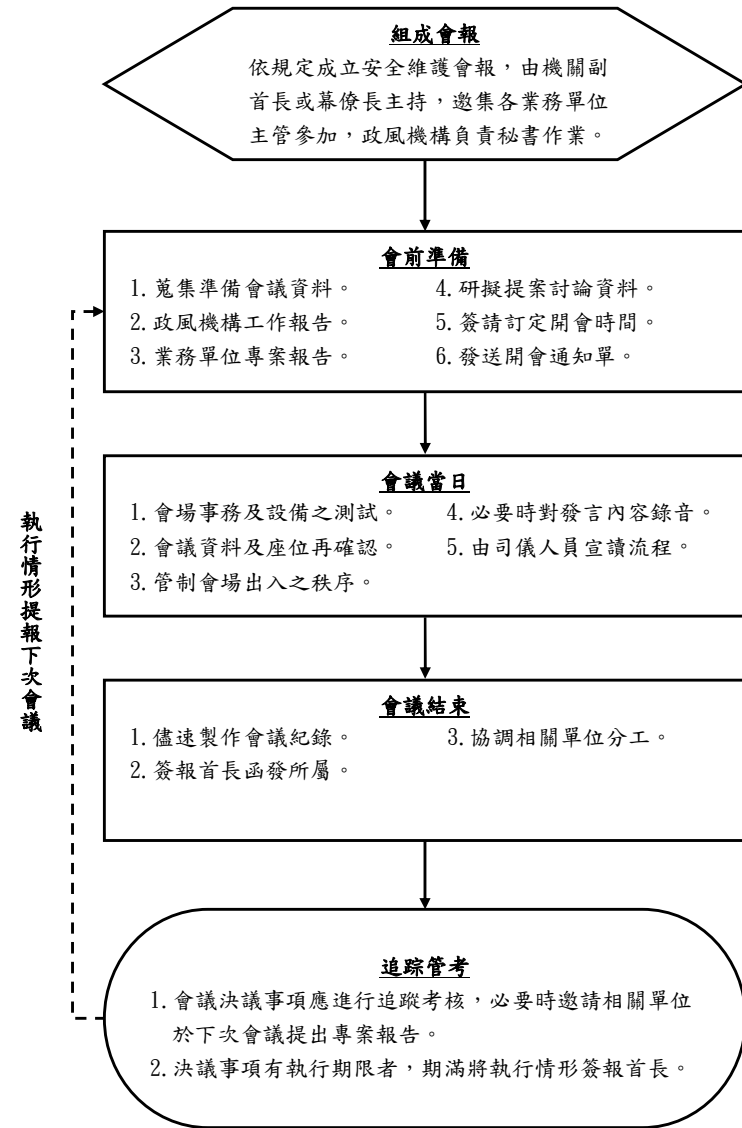 組成會報
依規定成立安全維護會報，由機關副
首長或幕僚長主持，邀集各業務單位
主管參加，政風機構負責秘書作業。
會前準備
1.蒐集準備會議資料。
2.政風機構工作報告。
3.業務單位專案報告。
4.研擬提案討論資料。
5.簽請訂定開會時間。
6.發送開會通知單。
會議當日
1.會場事務及設備之測試。
2.會議資料及座位再確認。
3.管制會場出入之秩序。
4.必要時對發言內容錄音。
5.由司儀人員宣讀流程。
會議結束
1.儘速製作會議紀錄。
2.簽報首長函發所屬。
3.協調相關單位分工。
追踪管考
1.會議決議事項應進行追蹤考核，必要時邀請相關單位
於下次會議提出專案報告。
2.決議事項有執行期限者，期滿將執行情形簽報首長。
執行情形提報下次會議